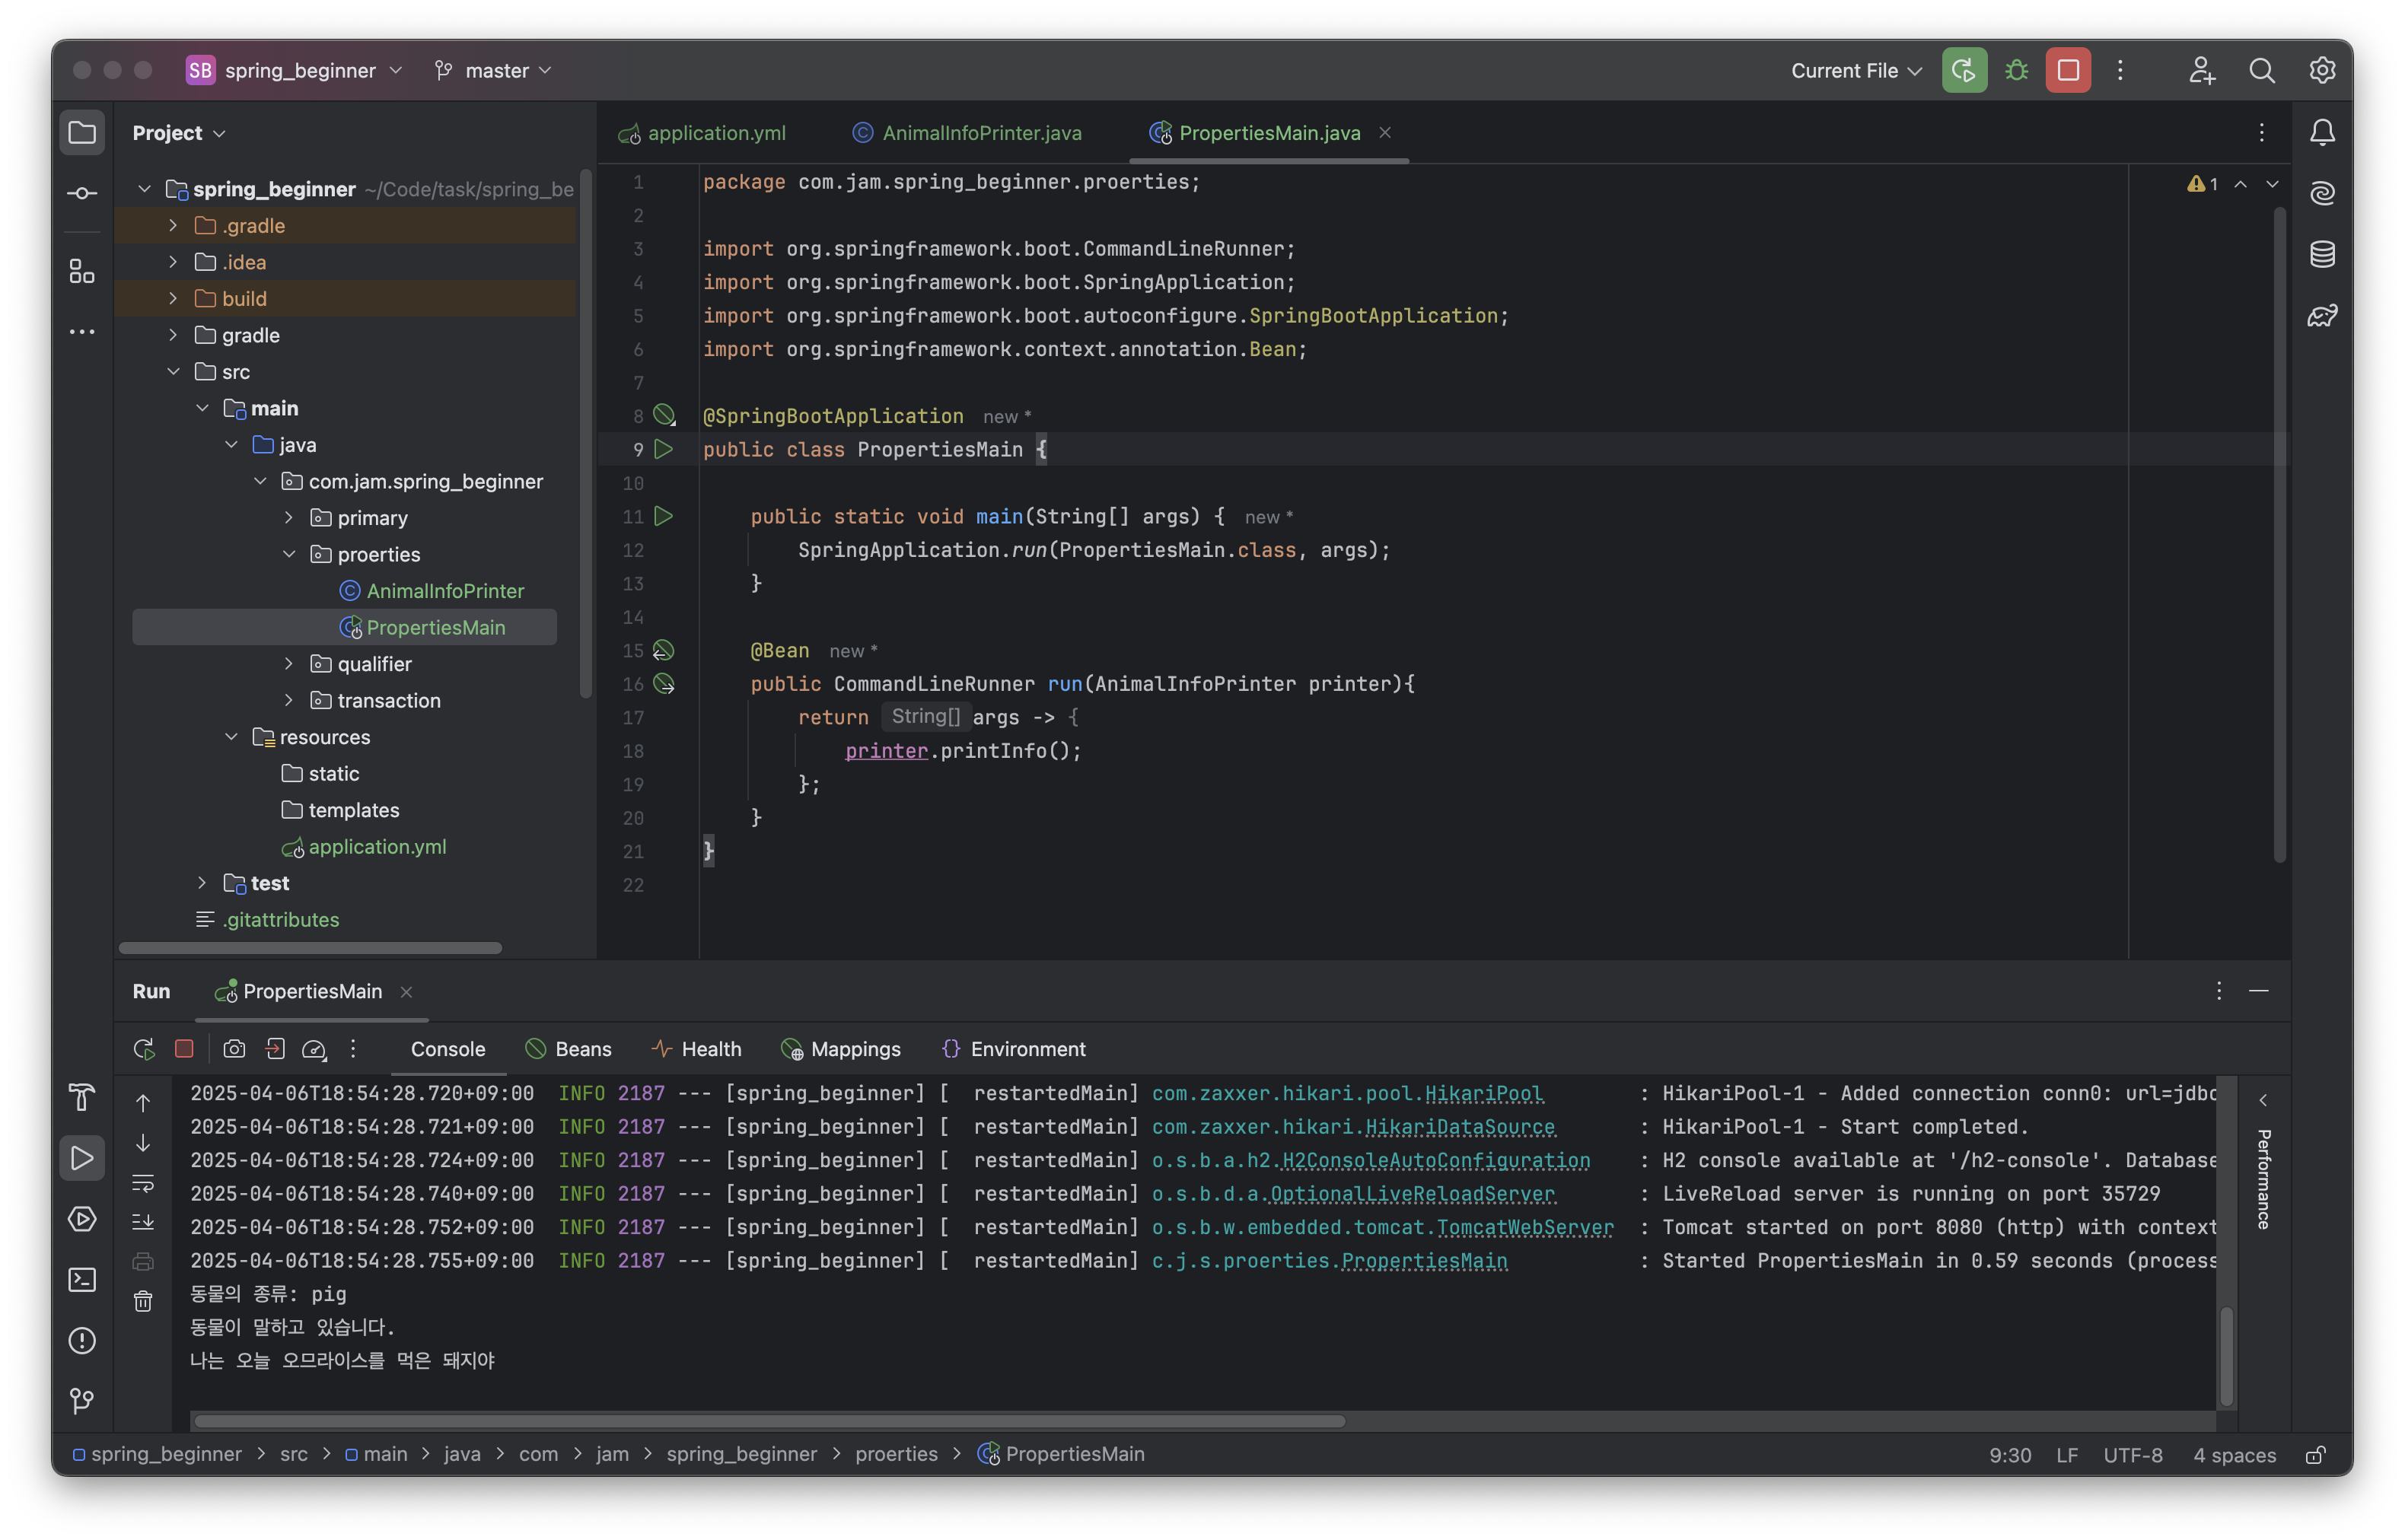 SB spring_beginner master Current File
Project
application.yml AnimalInfoPrinter.java PropertiesMain.java
spring_beginner ~/Code/task/spring_be
.gradle
.idea
build
gradle
src
main
java
com.jam.spring_beginner
primary
proerties
AnimalInfoPrinter
PropertiesMain
qualifier
transaction
resources
static
templates
application.yml
test
.gitattributes
1 package com.jam.spring_beginner.proerties;
2
3 import org.springframework.boot.CommandLineRunner;
4 import org.springframework.boot.SpringApplication;
5 import org.springframework.boot.autoconfigure.SpringBootApplication;
6 import org.springframework.context.annotation.Bean;
7
8 @SpringBootApplication new *
9 public class PropertiesMain {
10
11 public static void main(String[] args) { new *
12 SpringApplication.run(PropertiesMain.class, args);
13 }
14
15 @Bean new *
16 public CommandLineRunner run(AnimalInfoPrinter printer){
17 return String[] args -> {
18 printer.printInfo();
19 };
20 }
21 }
22
1
Run PropertiesMain
Console Beans Health Mappings Environment
2025-04-06T18:54:28.720+09:00 INFO 2187 --- [spring_beginner] [ restartedMain] com.zaxxer.hikari.pool.HikariPool : HikariPool-1 - Added connection conn0: url=jdbc
2025-04-06T18:54:28.721+09:00 INFO 2187 --- [spring_beginner] [ restartedMain] com.zaxxer.hikari.HikariDataSource : HikariPool-1 - Start completed.
2025-04-06T18:54:28.724+09:00 INFO 2187 --- [spring_beginner] [ restartedMain] o.s.b.a.h2.H2ConsoleAutoConfiguration : H2 console available at '/h2-console'. Database
2025-04-06T18:54:28.740+09:00 INFO 2187 --- [spring_beginner] [ restartedMain] o.s.b.d.a.OptionalLiveReloadServer : LiveReload server is running on port 35729
2025-04-06T18:54:28.752+09:00 INFO 2187 --- [spring_beginner] [ restartedMain] o.s.b.w.embedded.tomcat.TomcatWebServer : Tomcat started on port 8080 (http) with context
2025-04-06T18:54:28.755+09:00 INFO 2187 --- [spring_beginner] [ restartedMain] c.j.s.proerties.PropertiesMain : Started PropertiesMain in 0.59 seconds (process
동물의 종류: pig
동물이 말하고 있습니다.
나는 오늘 오므라이스를 먹은 돼지야
Performance
spring_beginner > src > main > java > com > jam > spring_beginner > proerties > PropertiesMain
9:30 LF UTF-8 4 spaces